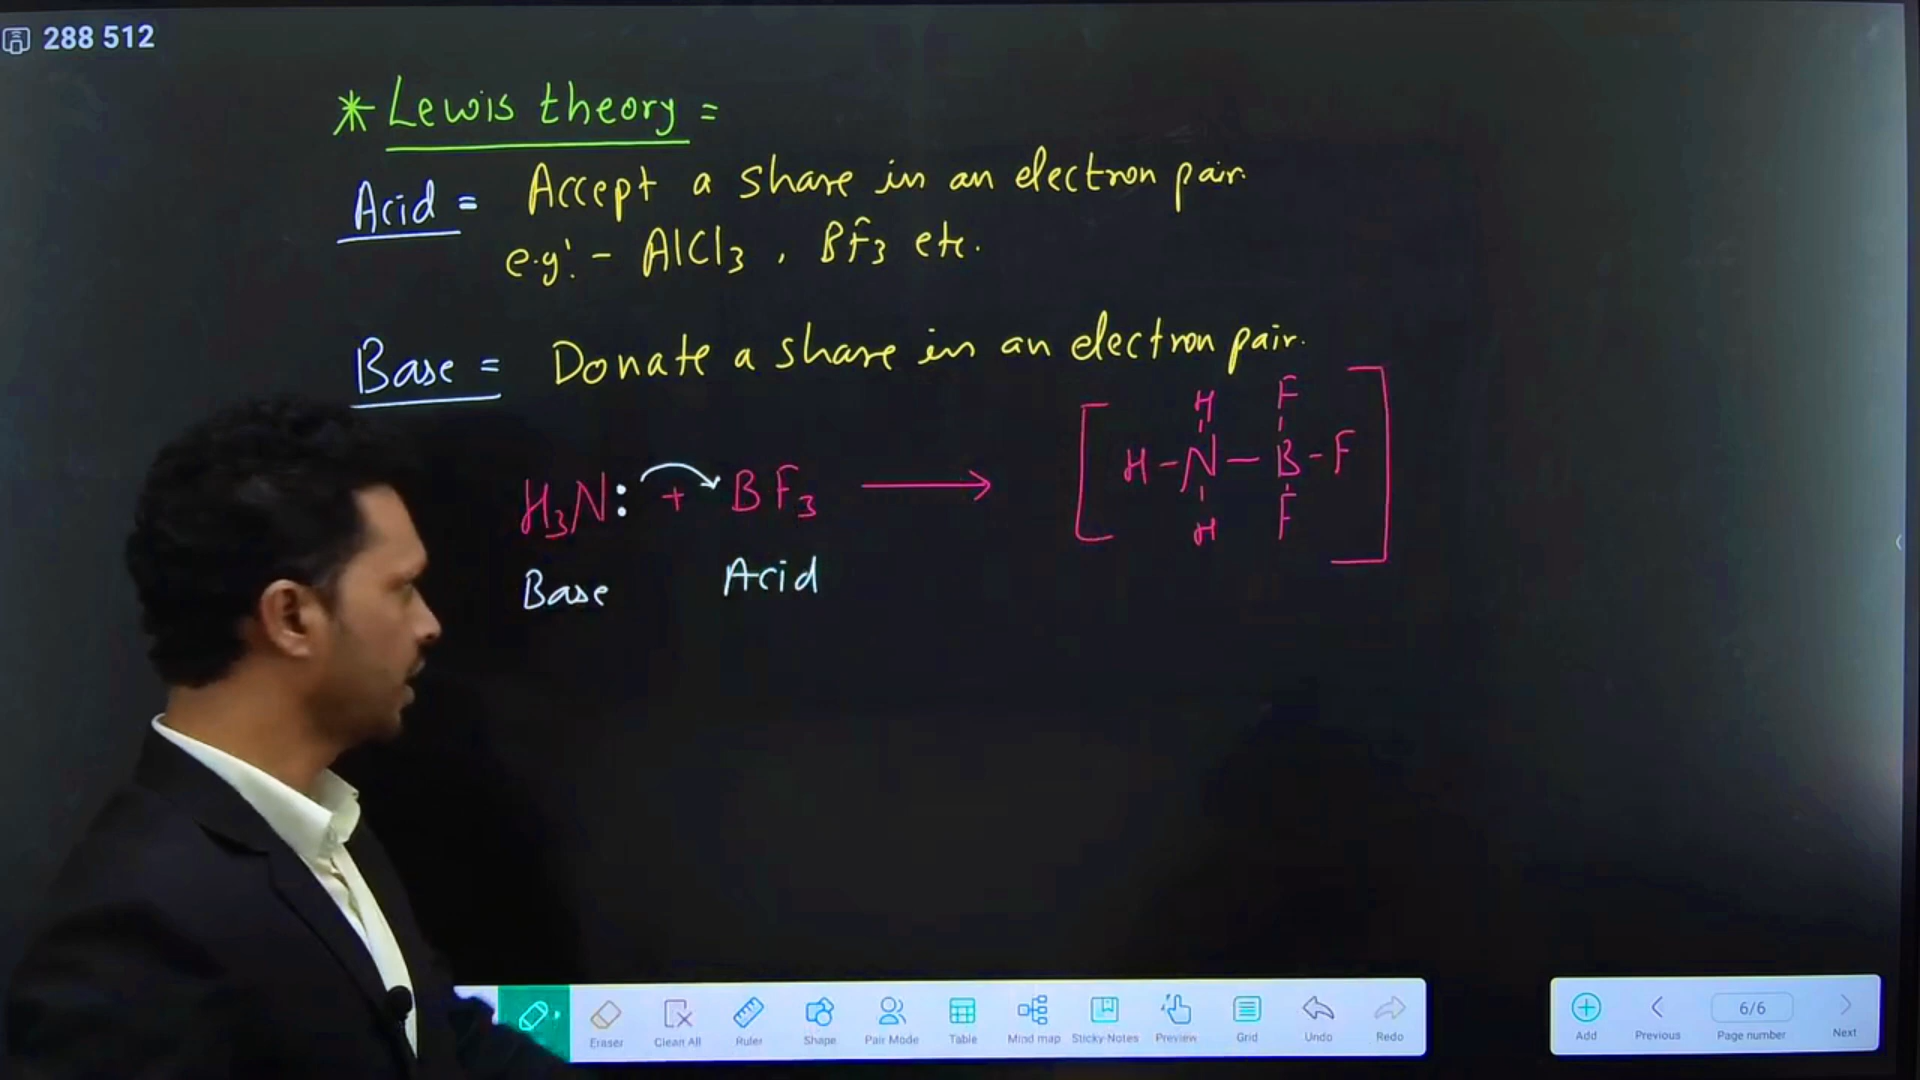 288 512
* Lewis theory =
Acid = Accept a share in an electron pair.
e.g:- AlCl3, BF3 etc.
Base = Donate a share in an electron pair.
H F
H-N-B-F
H F
H3N: + BF3 ⟶
Base Acid
Eraser Clean All Ruler Shape Pair Mode Table Mind map Sticky Notes Preview Grid Undo Redo
6/6
Add Previous Page number Next